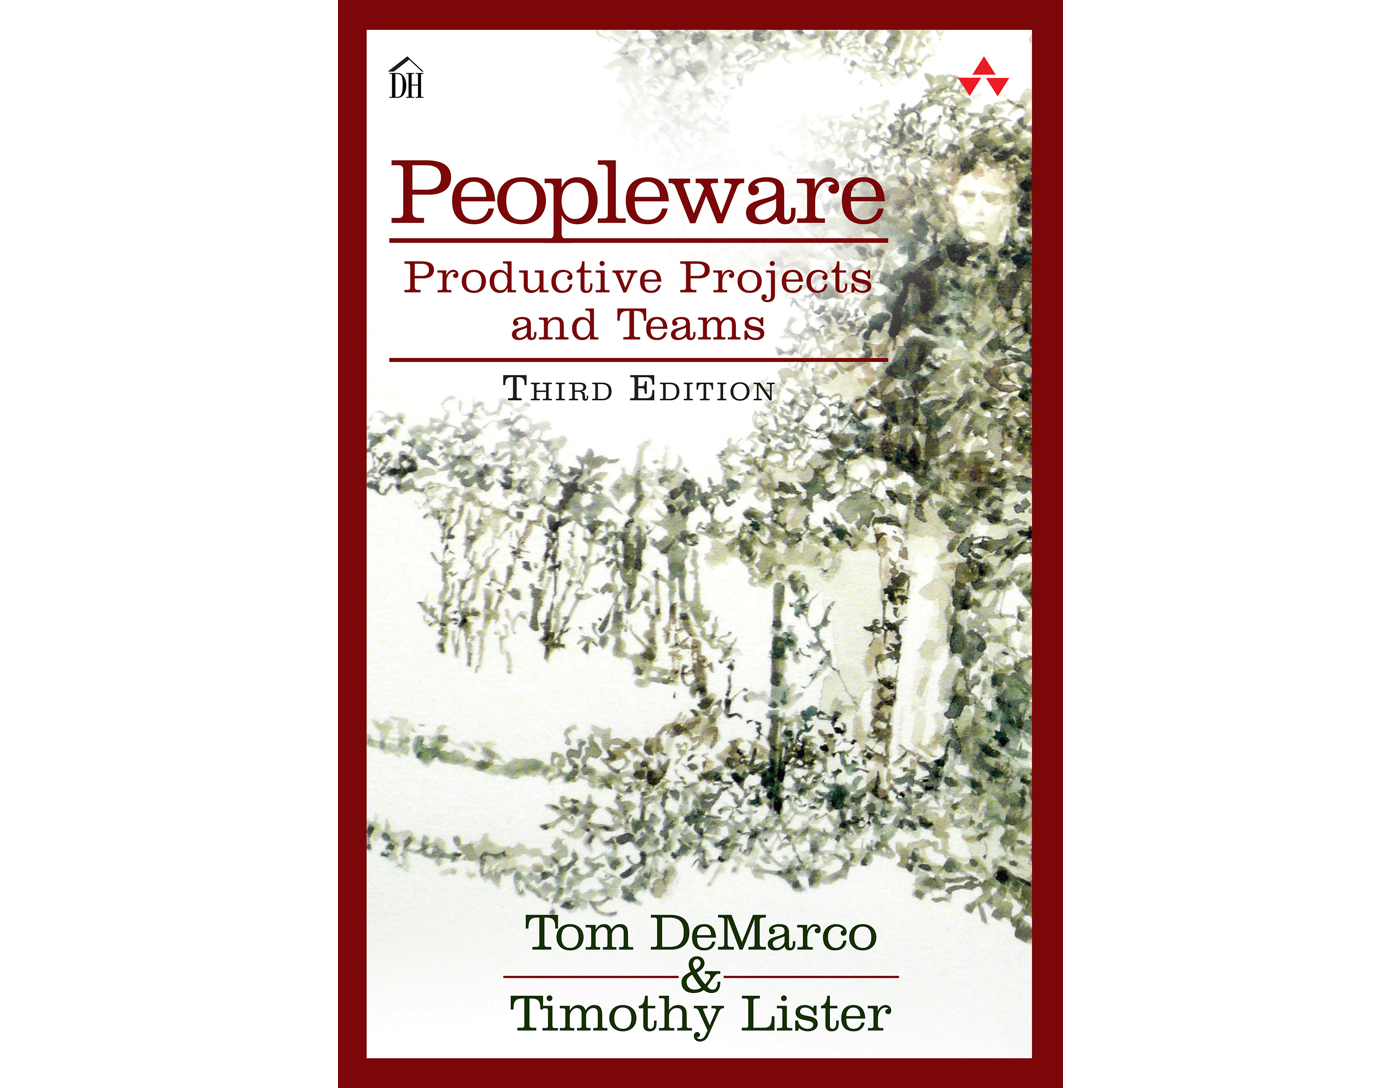 DH
Peopleware
Productive Projects
and Teams
Third Edition
Tom DeMarco
&
Timothy Lister